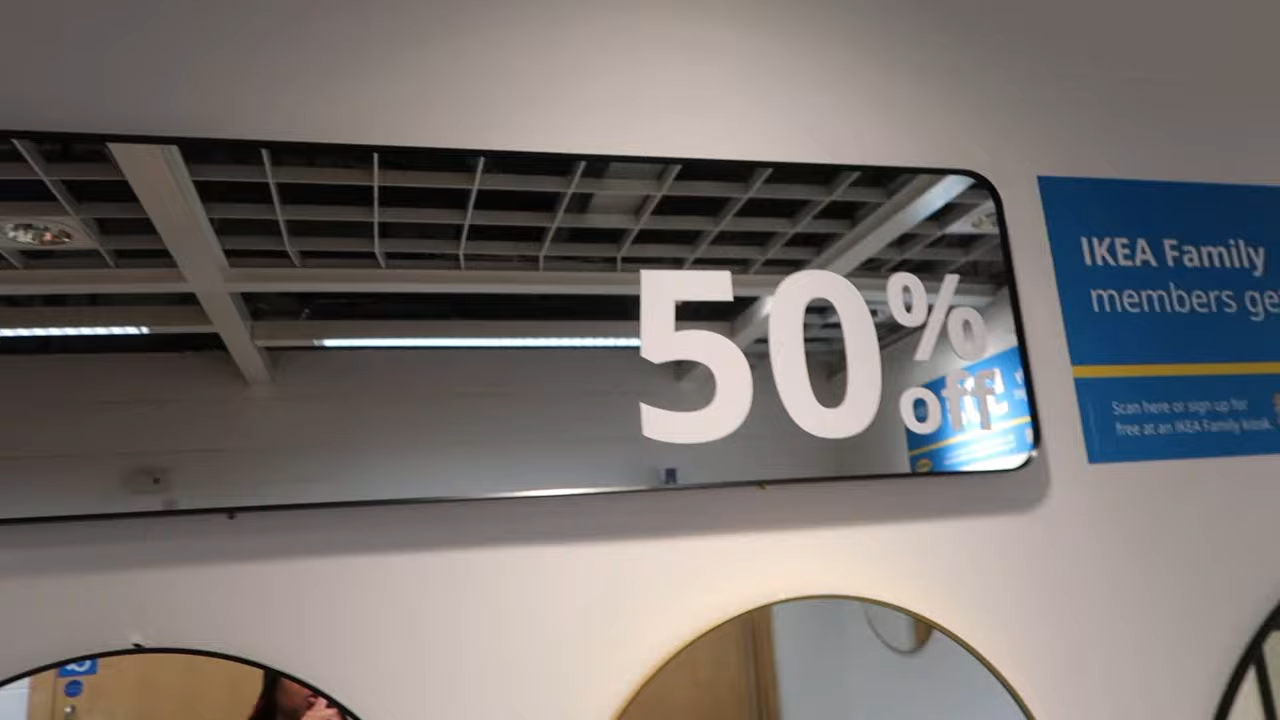 50%
off
IKEA Family
members ge
Scan here or sign up for
free at an IKEA Family kiosk.